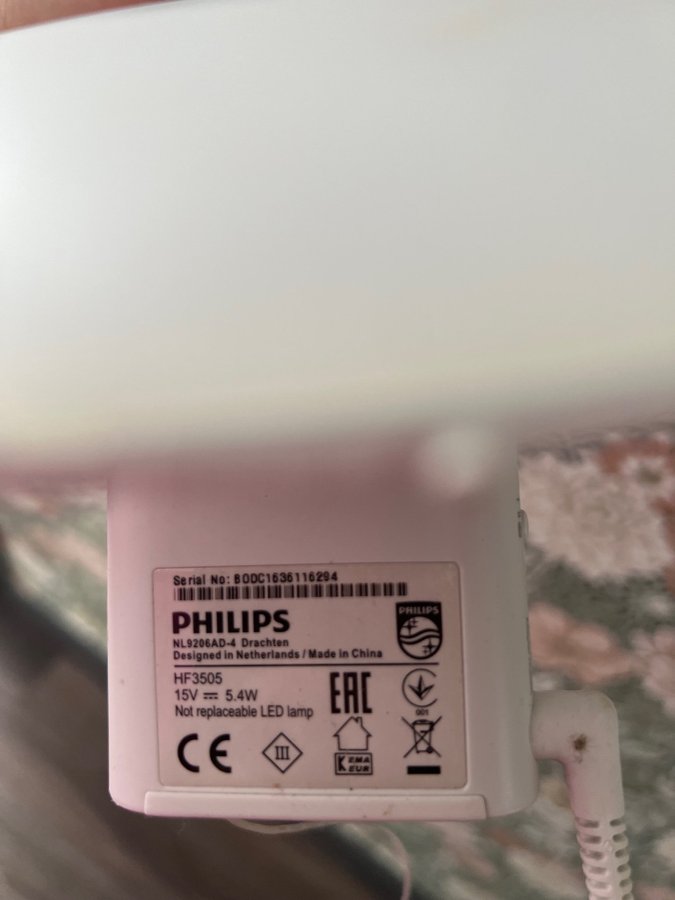 Serial No: BODC1636116294
PHILIPS
PHILIPS
NL9206AD-4 Drachten
Designed in Netherlands / Made in China
HF3505
15V ⎓ 5.4W
Not replaceable LED lamp
EAC
001
CE
III
KEMA
EUR